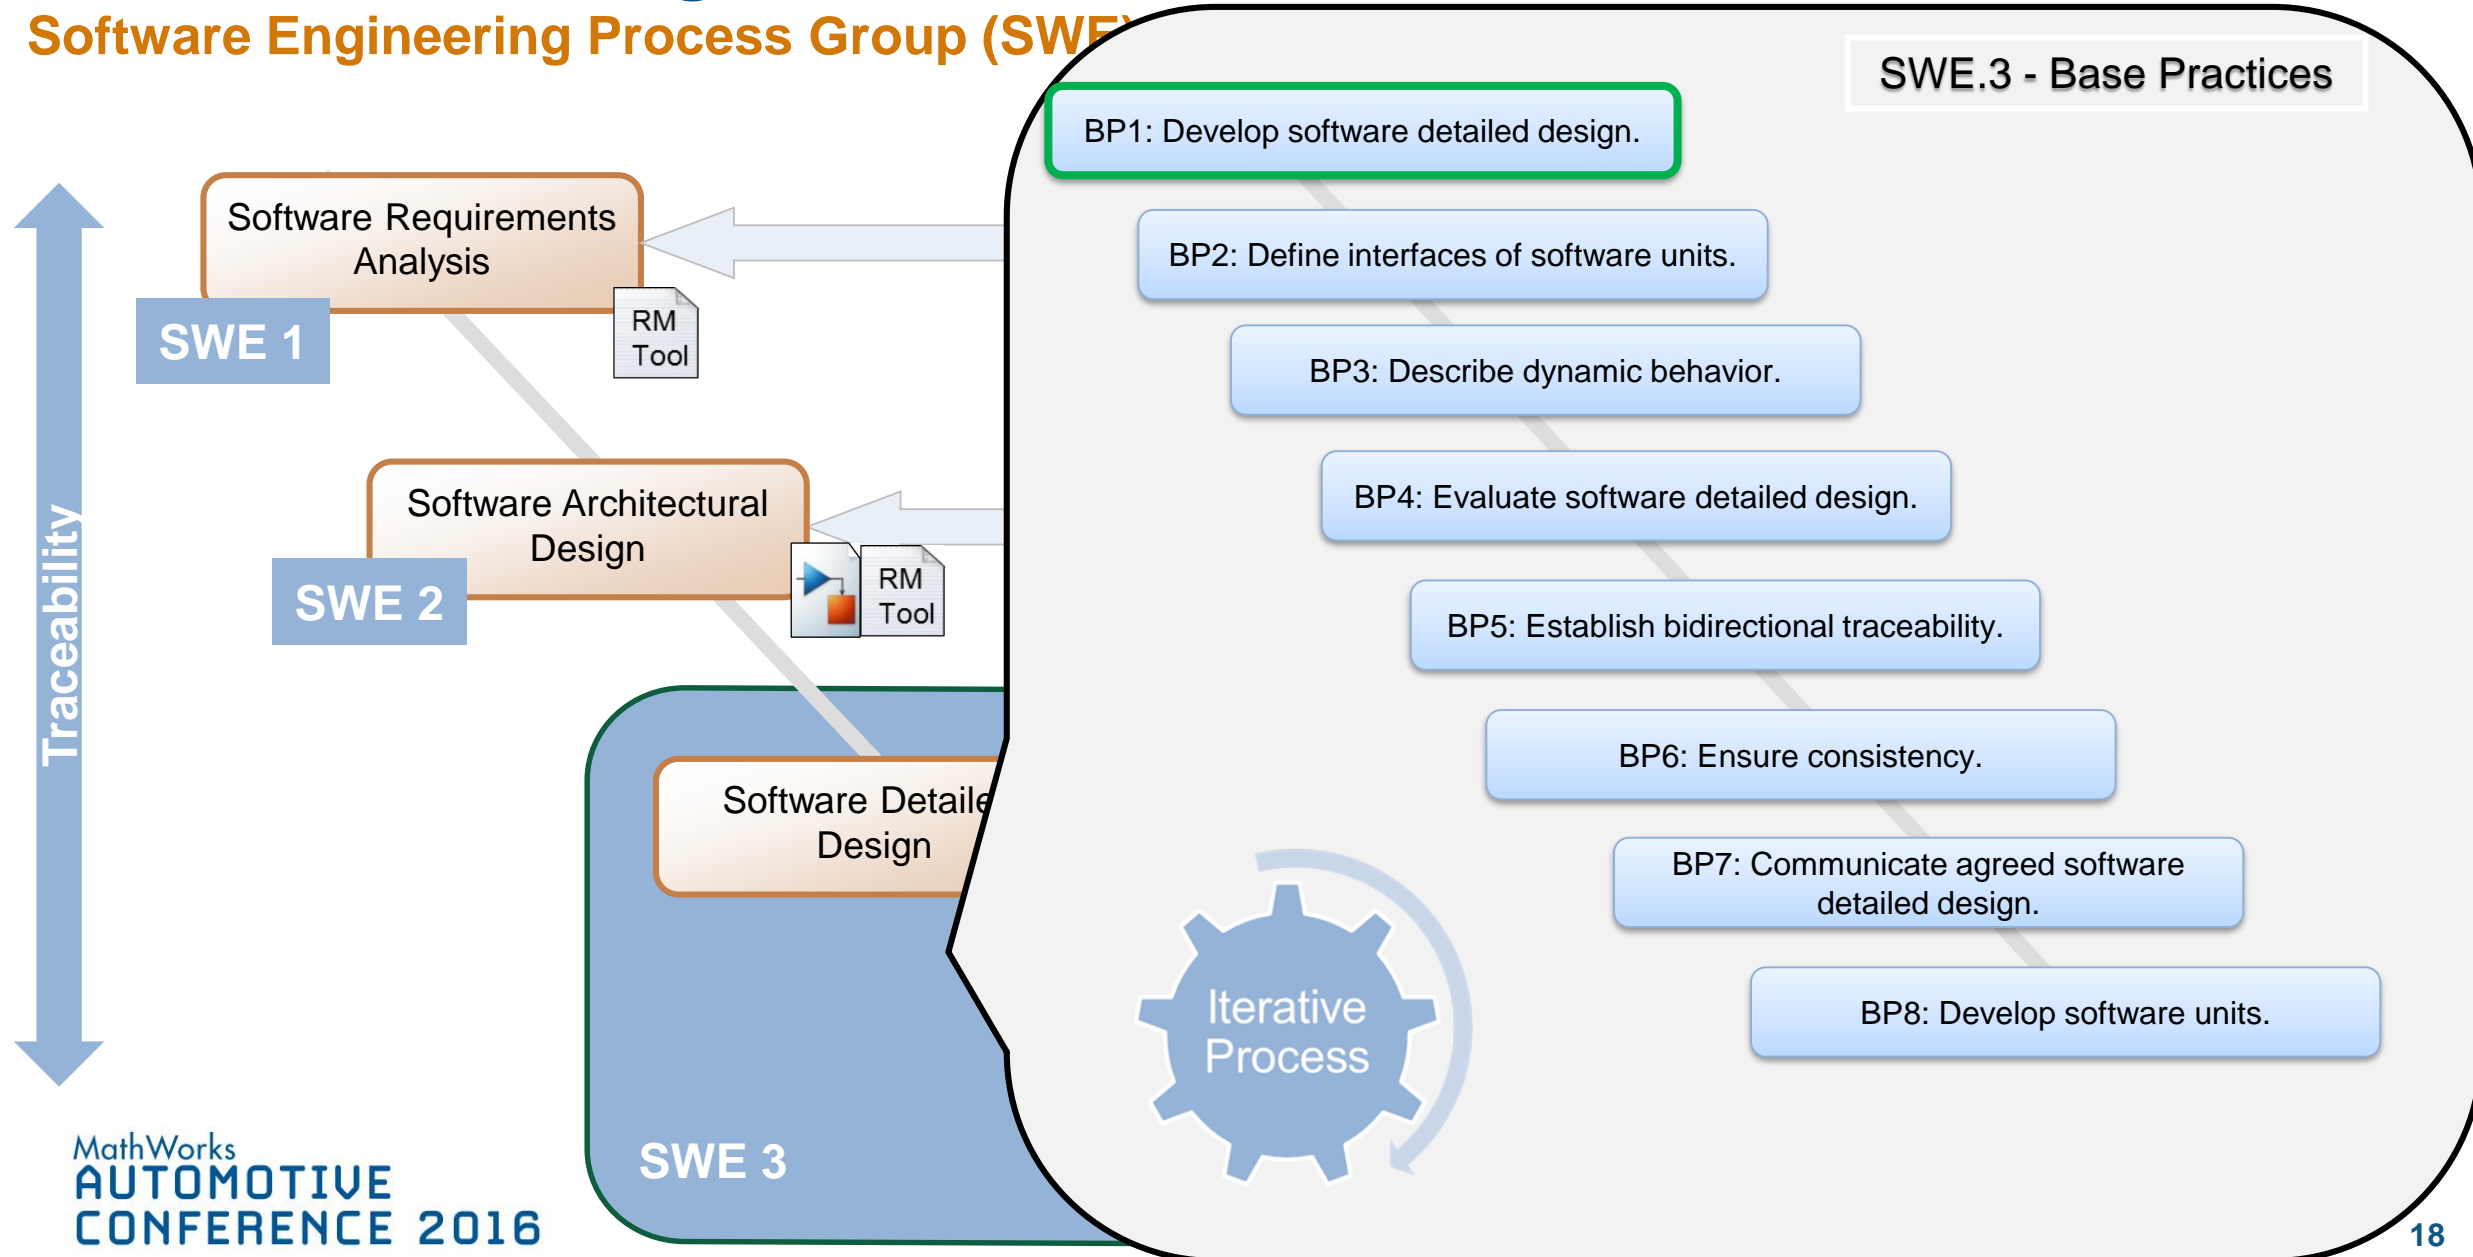 Software Engineering Process Group (SWE)
SWE.3 - Base Practices
BP1: Develop software detailed design.
BP2: Define interfaces of software units.
BP3: Describe dynamic behavior.
BP4: Evaluate software detailed design.
BP5: Establish bidirectional traceability.
BP6: Ensure consistency.
BP7: Communicate agreed software
detailed design.
BP8: Develop software units.
Iterative
Process
Traceability
Software Requirements
Analysis
SWE 1
RM
Tool
Software Architectural
Design
SWE 2
RM
Tool
Software Detaile
Design
SWE 3
MathWorks
AUTOMOTIVE
CONFERENCE 2016
18